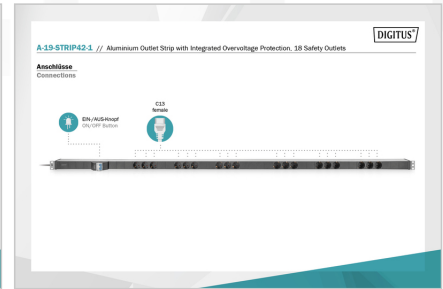 DIGITUS®
A-19-STRIP42-1 // Aluminium Outlet Strip with Integrated Overvoltage Protection, 18 Safety Outlets
Anschlüsse
Connections
C13
female
EIN-/AUS-Knopf
ON/OFF Button